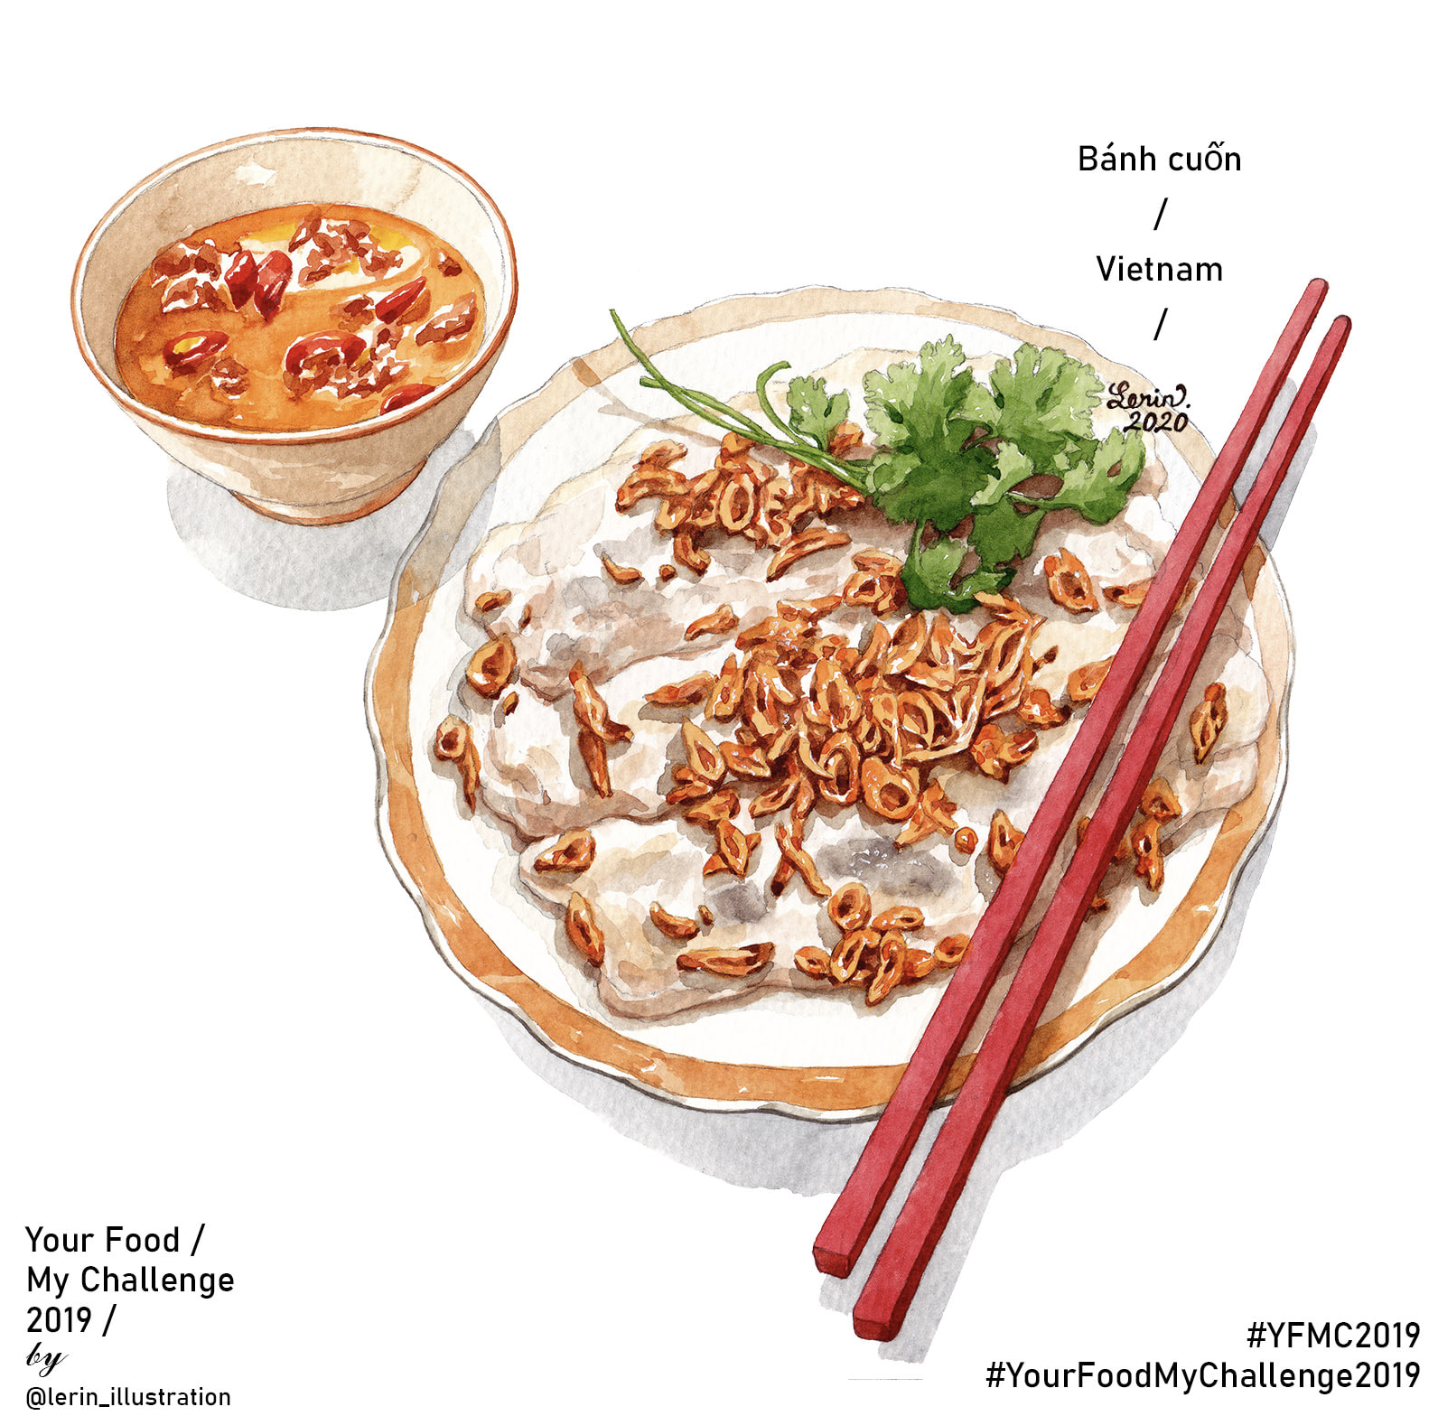 Bánh cuốn
/
Vietnam
/
Lerin.
2020
Your Food /
My Challenge
2019 /
by
@lerin_illustration
#YFMC2019
#YourFoodMyChallenge2019